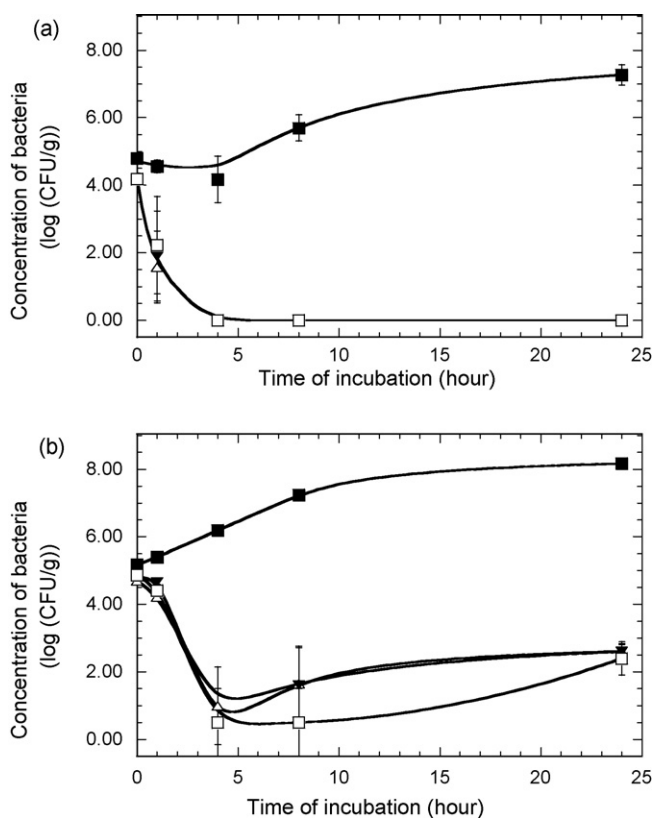 (a)
8.00
6.00
4.00
2.00
0.00
Concentration of bacteria
(log (CFU/g))
0 5 10 15 20 25
Time of incubation (hour)
(b)
8.00
6.00
4.00
2.00
0.00
Concentration of bacteria
(log (CFU/g))
0 5 10 15 20 25
Time of incubation (hour)